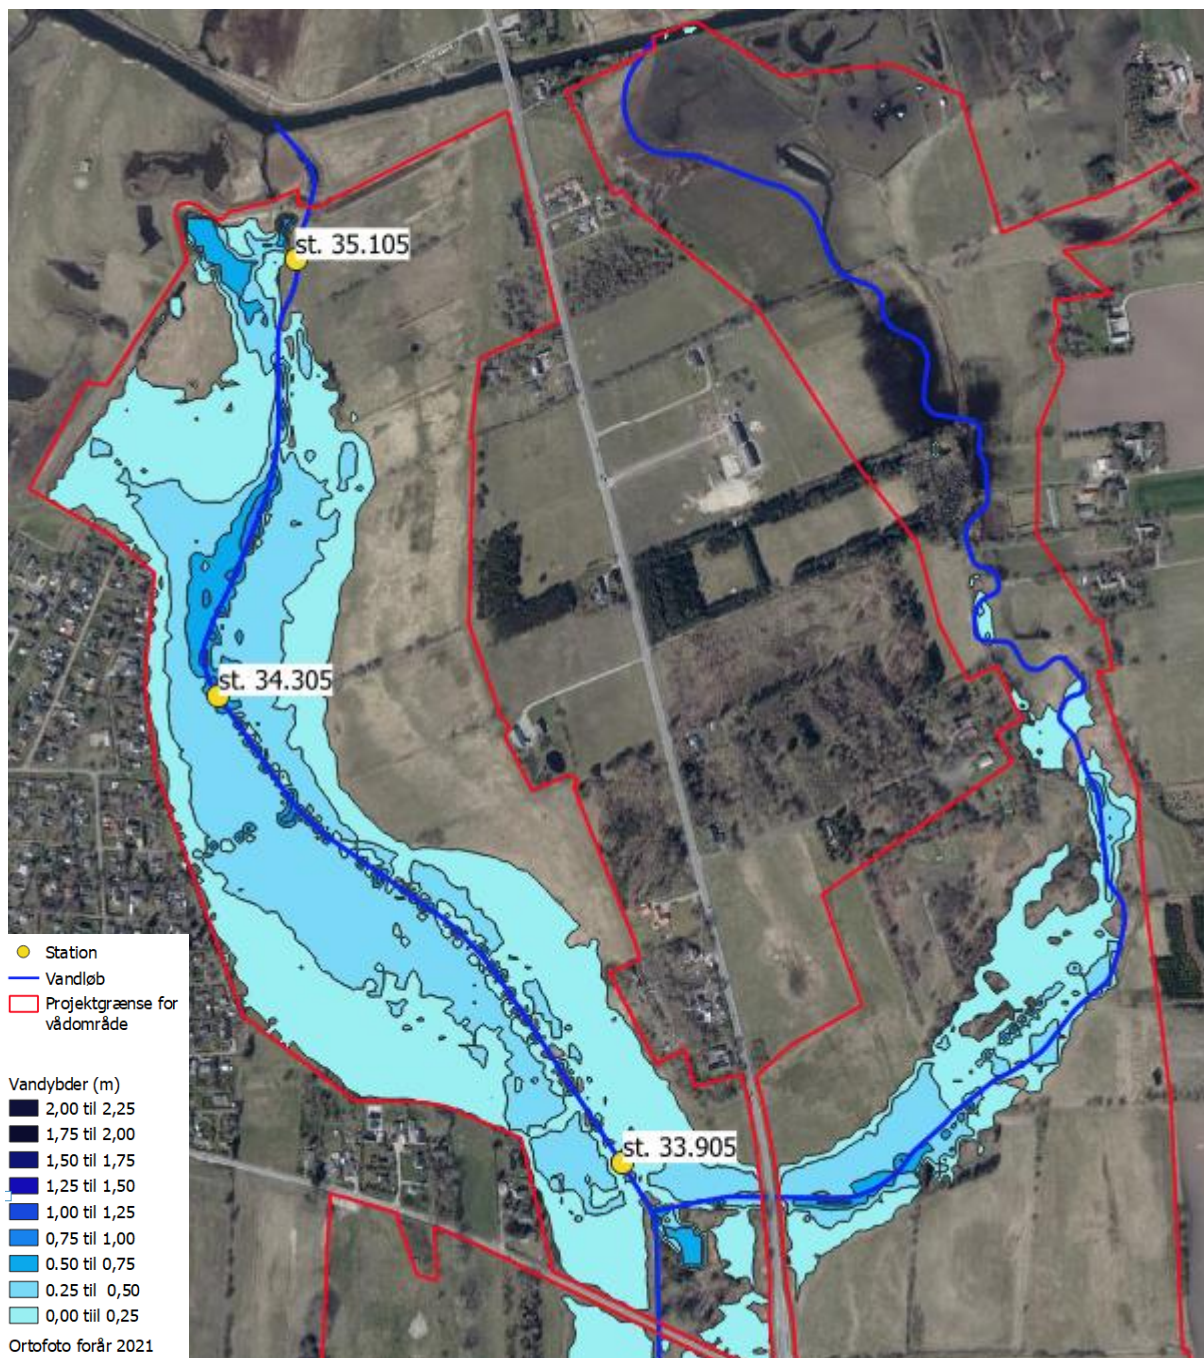 st. 35.105
st. 34.305
st. 33.905
Station
Vandløb
Projektgrænse for
vådområde
Vandybder (m)
2,00 til 2,25
1,75 til 2,00
1,50 til 1,75
1,25 til 1,50
1,00 til 1,25
0,75 til 1,00
0.50 til 0,75
0.25 til 0,50
0,00 tiil 0,25
Ortofoto forår 2021